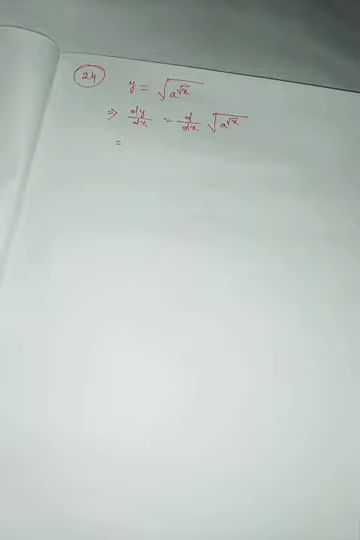 24 y = √(a^√x)
⇒ dy/dx = d/dx √(a^√x)
=